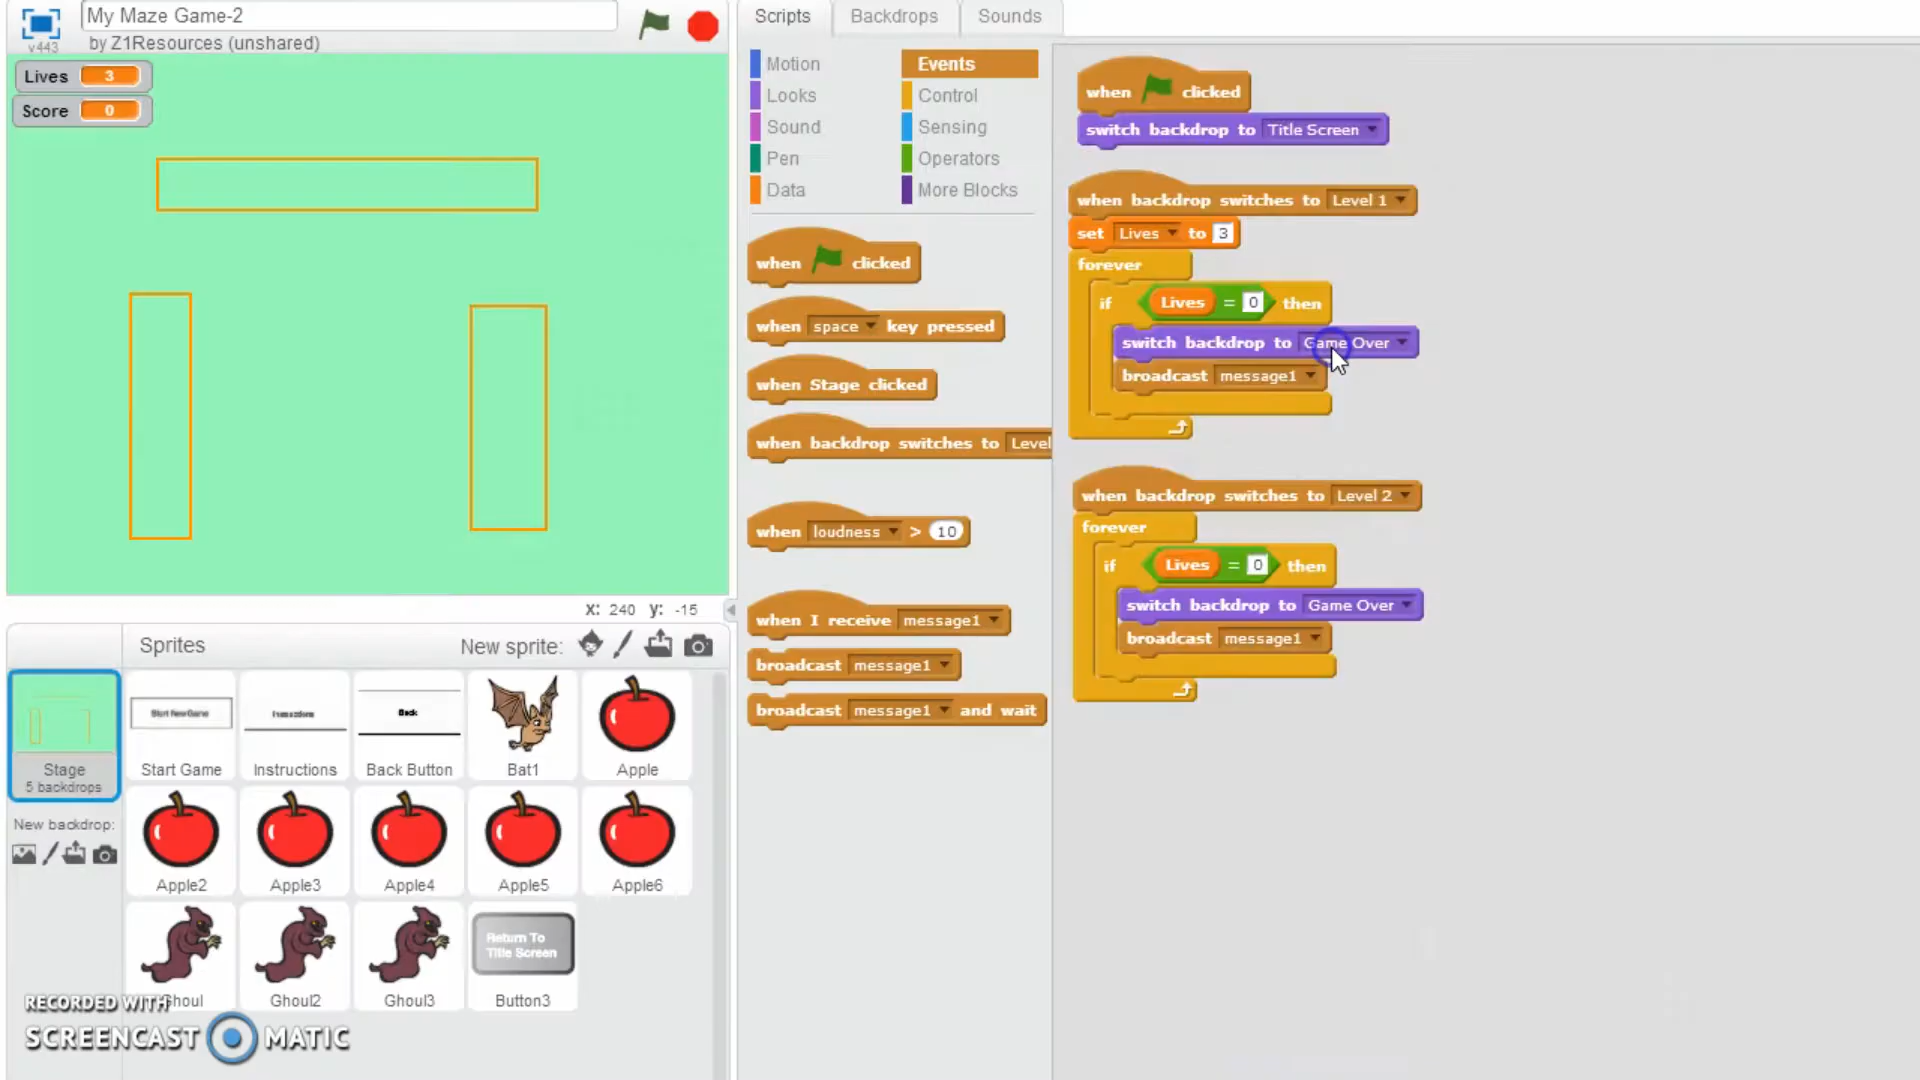 My Maze Game-2
by Z1Resources (unshared)
v443
Lives 3
Score 0
x: 240 y: -15
Sprites
New sprite:
Stage
5 backdrops
New backdrop:
Start New Game
Start Game
Instructions
Instructions
Back
Back Button
Bat1
Apple
Apple2
Apple3
Apple4
Apple5
Apple6
Ghoul
Ghoul2
Ghoul3
Return To
Title Screen
Button3
RECORDED WITH
SCREENCAST MATIC
Scripts
Backdrops
Sounds
Motion
Looks
Sound
Pen
Data
Events
Control
Sensing
Operators
More Blocks
when clicked
when space key pressed
when Stage clicked
when backdrop switches to Level
when loudness > 10
when I receive message1
broadcast message1
broadcast message1 and wait
when clicked
switch backdrop to Title Screen
when backdrop switches to Level 1
set Lives to 3
forever
if Lives = 0 then
switch backdrop to Game Over
broadcast message1
when backdrop switches to Level 2
forever
if Lives = 0 then
switch backdrop to Game Over
broadcast message1